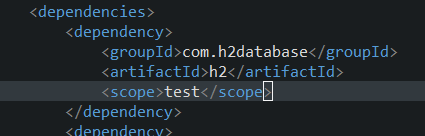 <dependencies>
<dependency>
<groupId>com.h2database</groupId>
<artifactId>h2</artifactId>
<scope>test</scope>
</dependency>
<dependency>